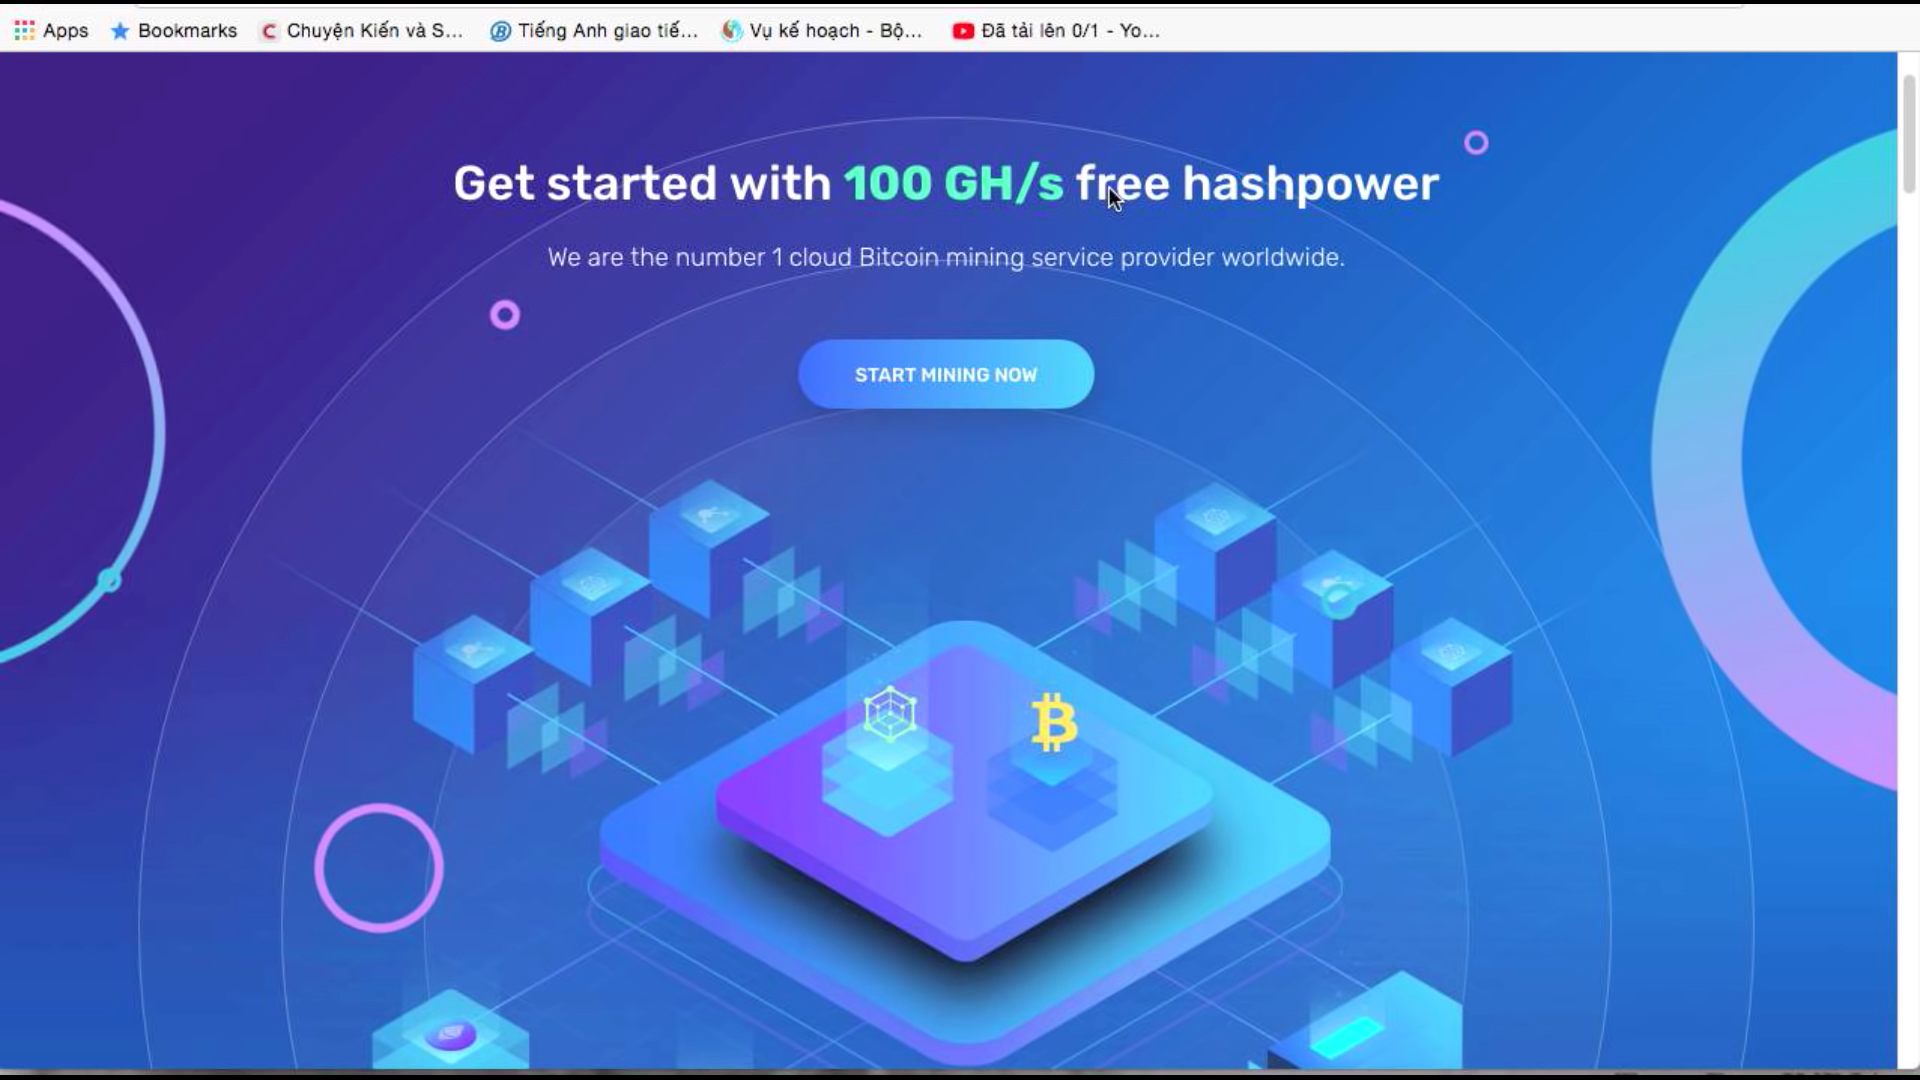 Apps Bookmarks Chuyện Kiến và S... Tiếng Anh giao tiế... Vụ kế hoạch - Bộ... Đã tải lên 0/1 - Yo...
Get started with 100 GH/s free hashpower
We are the number 1 cloud Bitcoin mining service provider worldwide.
START MINING NOW